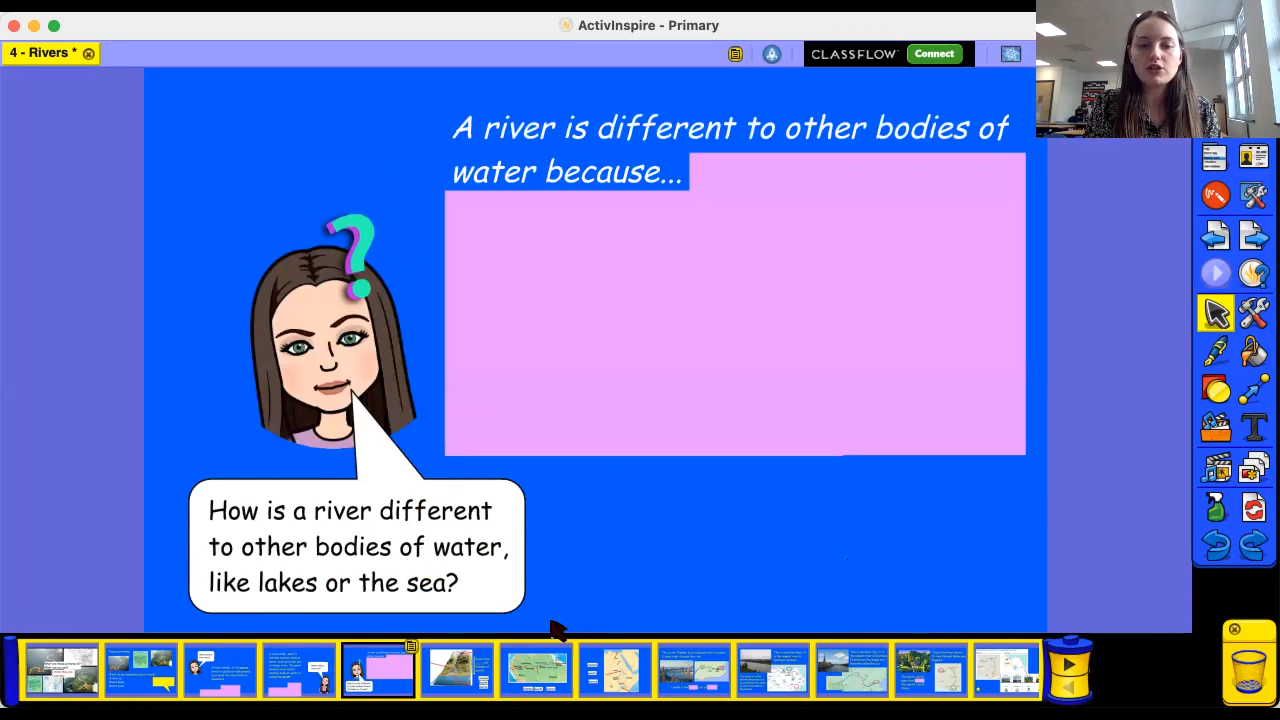 ActivInspire - Primary
4 - Rivers *
CLASSFLOW
Connect
A river is different to other bodies of
water because...
?
How is a river different
to other bodies of water,
like lakes or the sea?